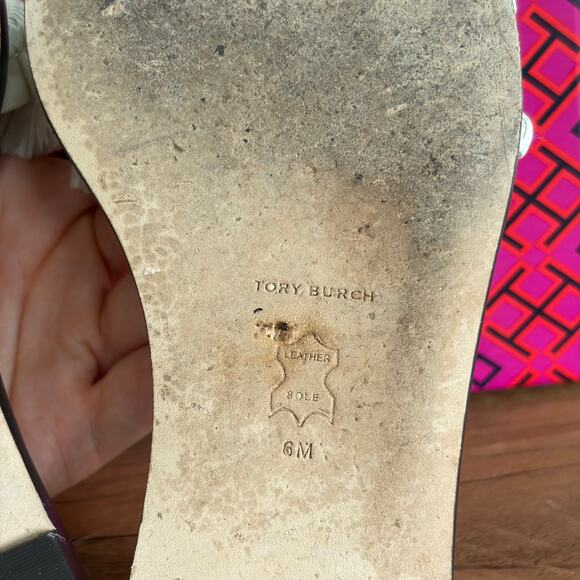 TORY BURCH
LEATHER
SOLE
6M